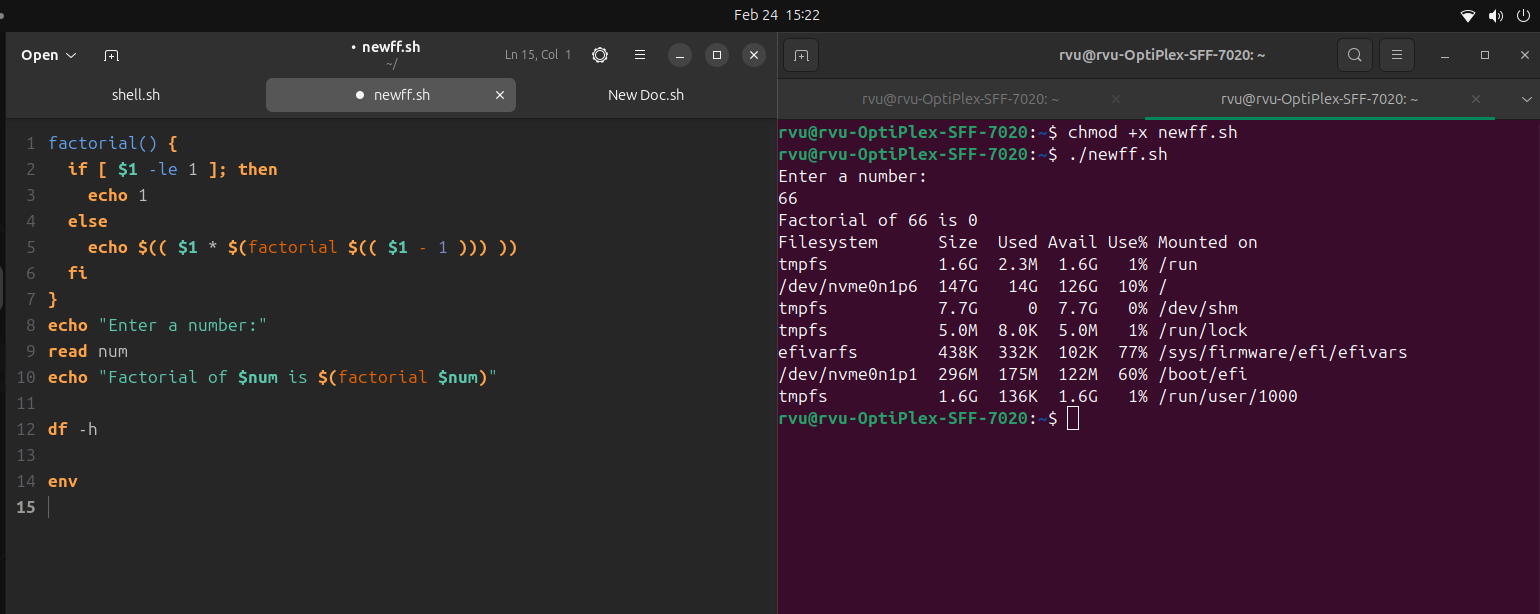 Feb 24 15:22
Open
• newff.sh
~/
Ln 15, Col 1
shell.sh
● newff.sh
New Doc.sh
1 factorial() {
2   if [ $1 -le 1 ]; then
3     echo 1
4   else
5     echo $(( $1 * $(factorial $(( $1 - 1 ))) ))
6   fi
7 }
8 echo "Enter a number:"
9 read num
10 echo "Factorial of $num is $(factorial $num)"
11
12 df -h
13
14 env
15
rvu@rvu-OptiPlex-SFF-7020: ~
rvu@rvu-OptiPlex-SFF-7020: ~
rvu@rvu-OptiPlex-SFF-7020: ~
rvu@rvu-OptiPlex-SFF-7020:~$ chmod +x newff.sh
rvu@rvu-OptiPlex-SFF-7020:~$ ./newff.sh
Enter a number:
66
Factorial of 66 is 0
Filesystem      Size  Used Avail Use% Mounted on
tmpfs           1.6G  2.3M  1.6G   1% /run
/dev/nvme0n1p6  147G   14G  126G  10% /
tmpfs           7.7G     0  7.7G   0% /dev/shm
tmpfs           5.0M  8.0K  5.0M   1% /run/lock
efivarfs        438K  332K  102K  77% /sys/firmware/efi/efivars
/dev/nvme0n1p1  296M  175M  122M  60% /boot/efi
tmpfs           1.6G  136K  1.6G   1% /run/user/1000
rvu@rvu-OptiPlex-SFF-7020:~$